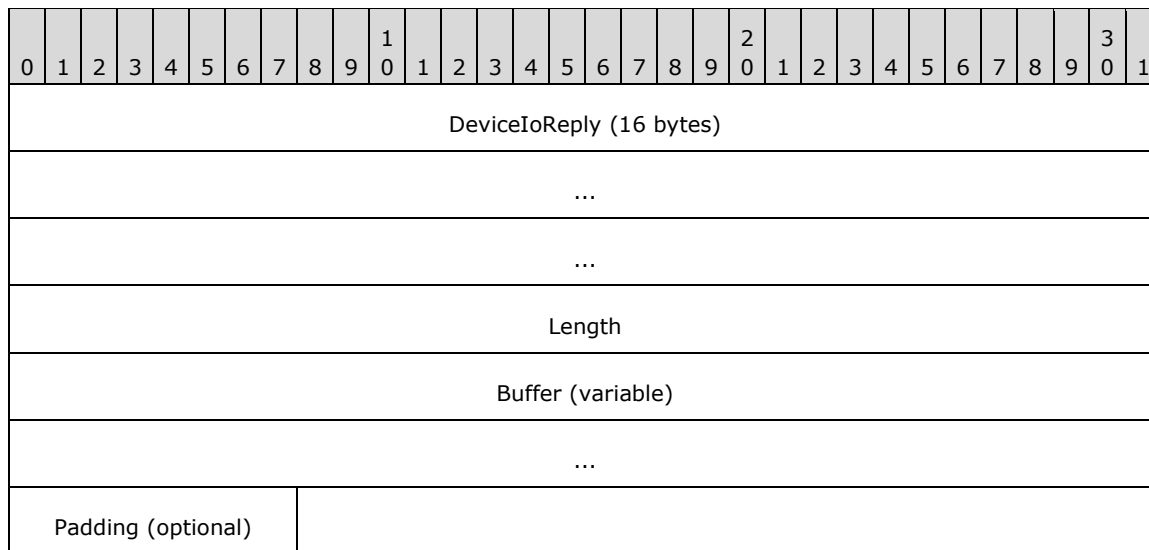 1 2 3
0 1 2 3 4 5 6 7 8 9 0 1 2 3 4 5 6 7 8 9 0 1 2 3 4 5 6 7 8 9 0 1
DeviceIoReply (16 bytes)
...
...
Length
Buffer (variable)
...
Padding (optional)